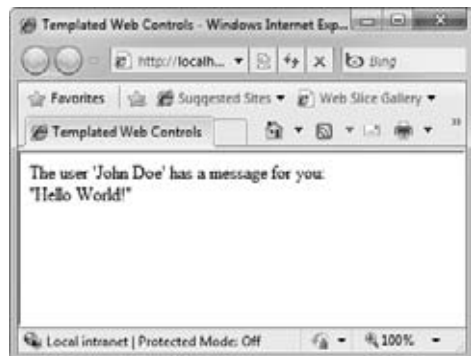 Templated Web Controls - Windows Internet Exp...
http://localh...
Bing
Favorites
Suggested Sites
Web Slice Gallery
Templated Web Controls
The user 'John Doe' has a message for you:
"Hello World!"
Local intranet | Protected Mode: Off
100%